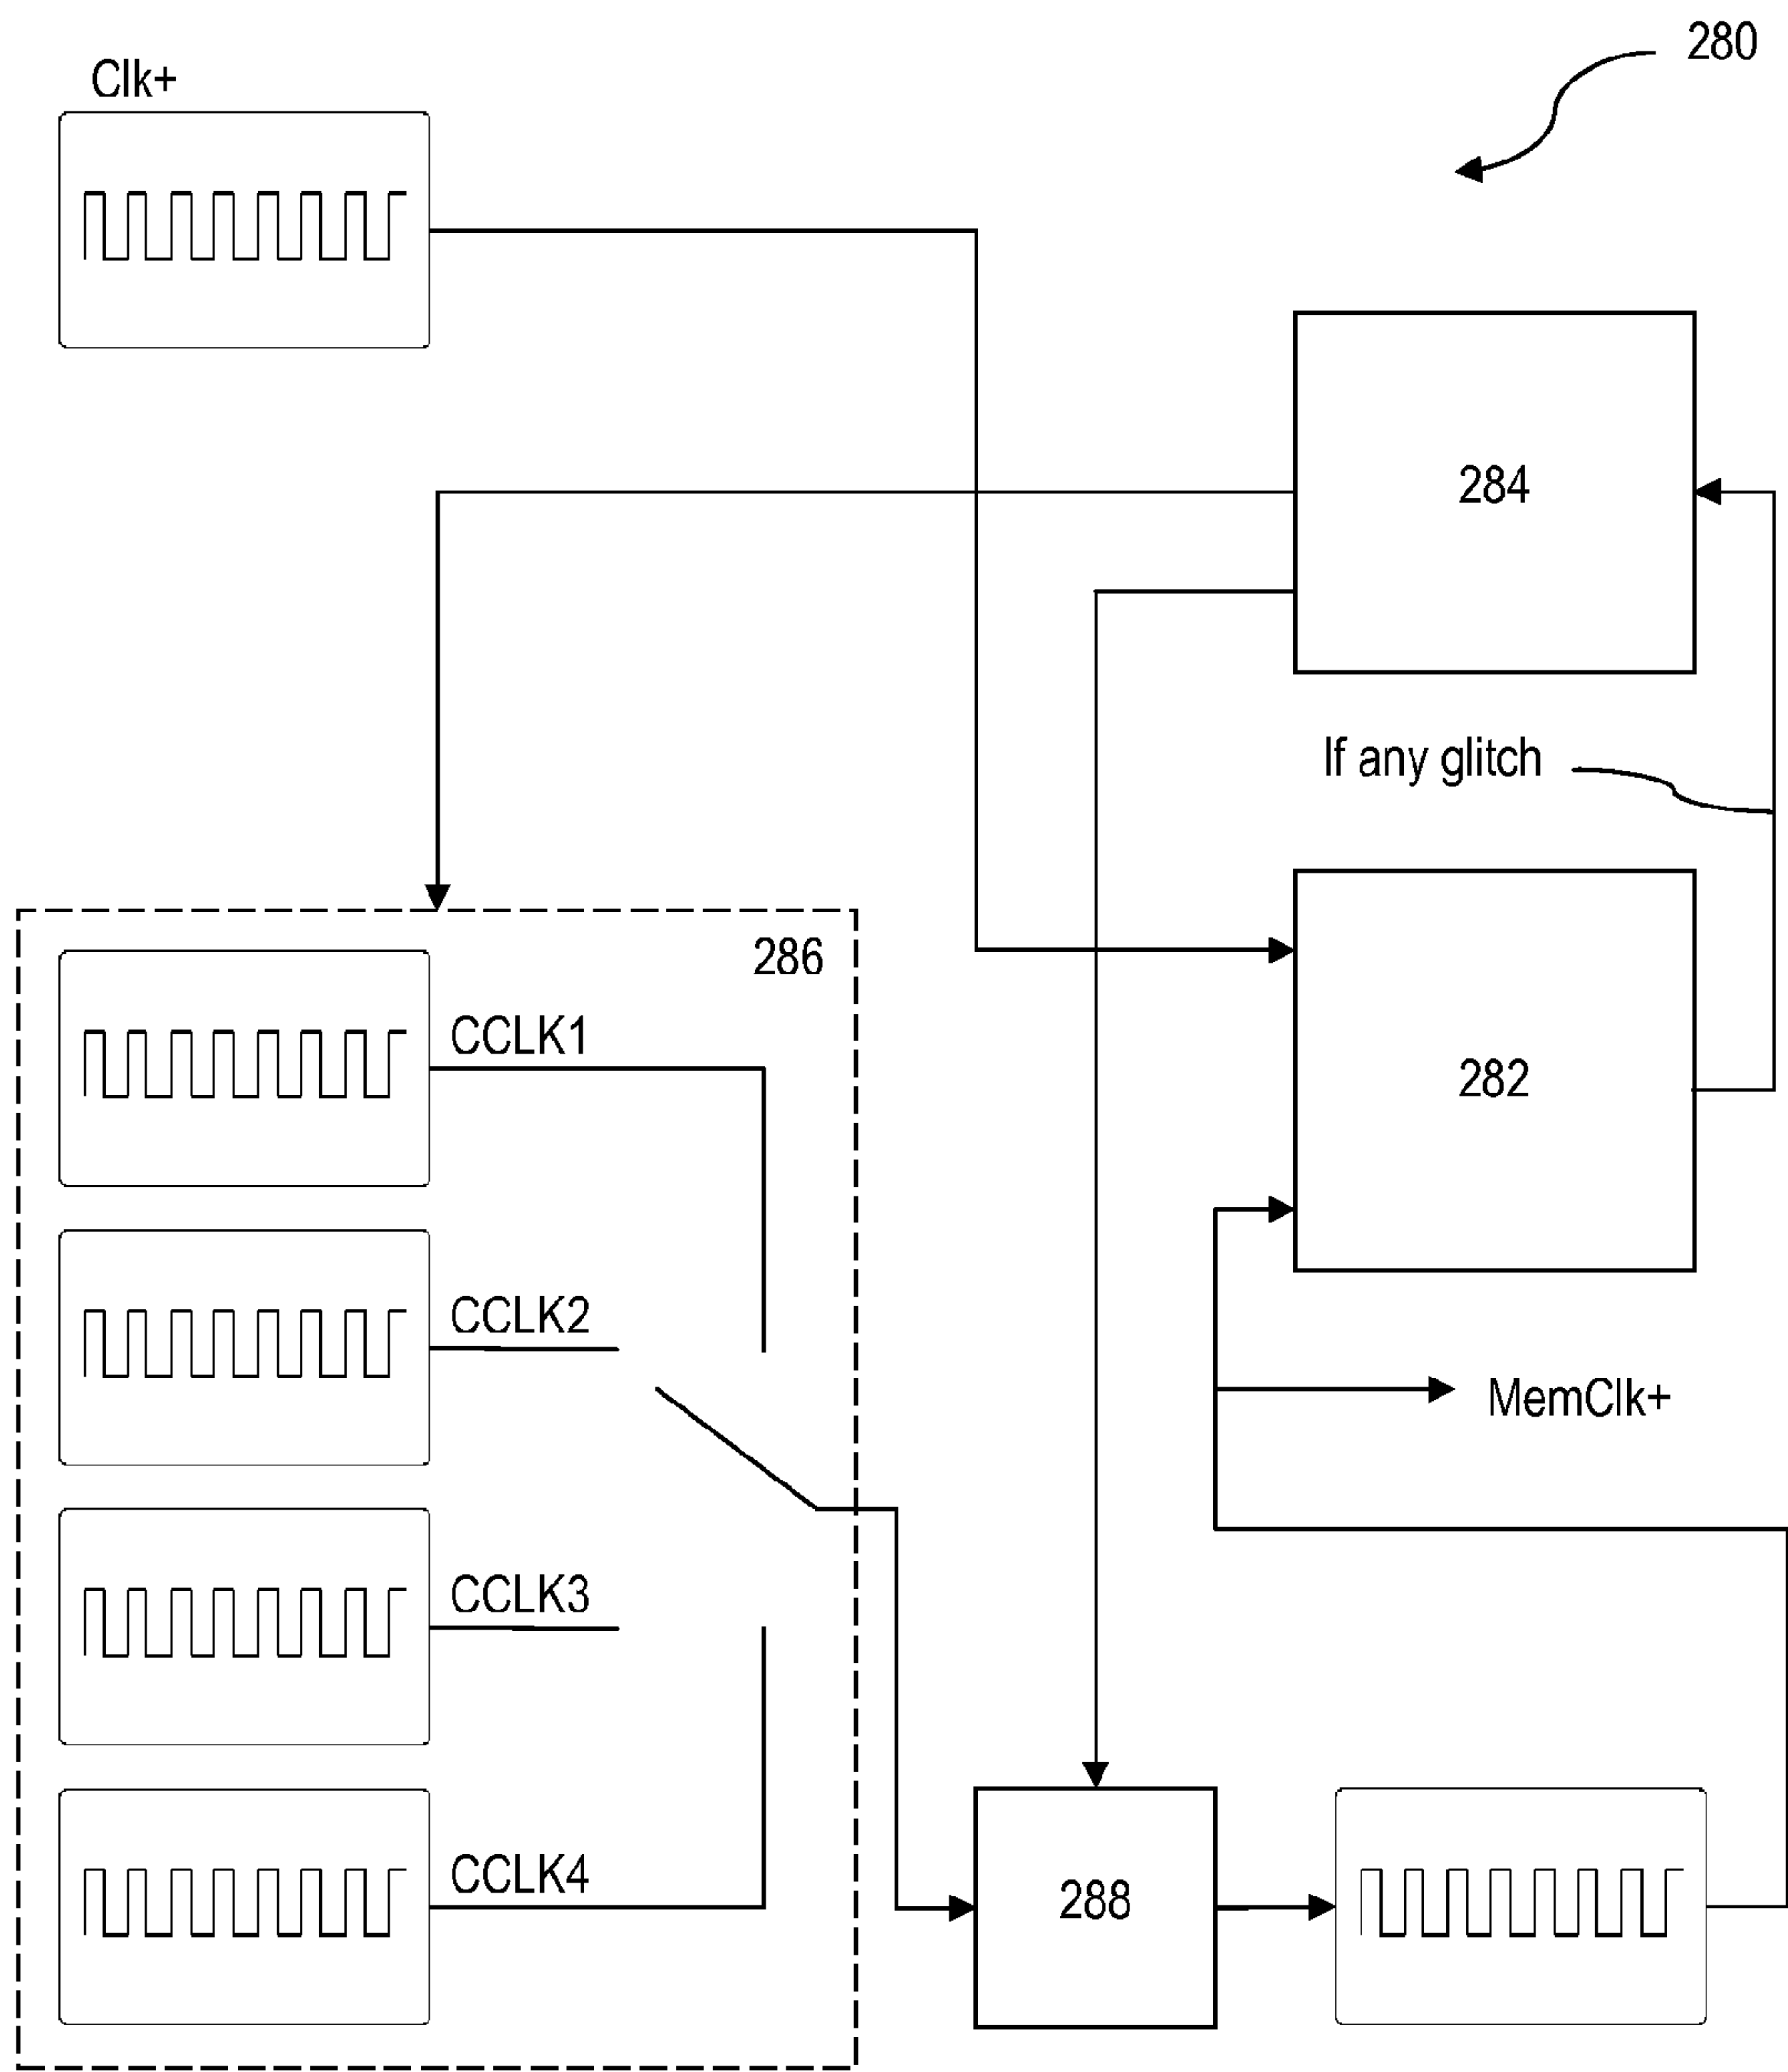 280
Clk+
284
If any glitch
286
CCLK1
282
CCLK2
MemClk+
CCLK3
CCLK4
288